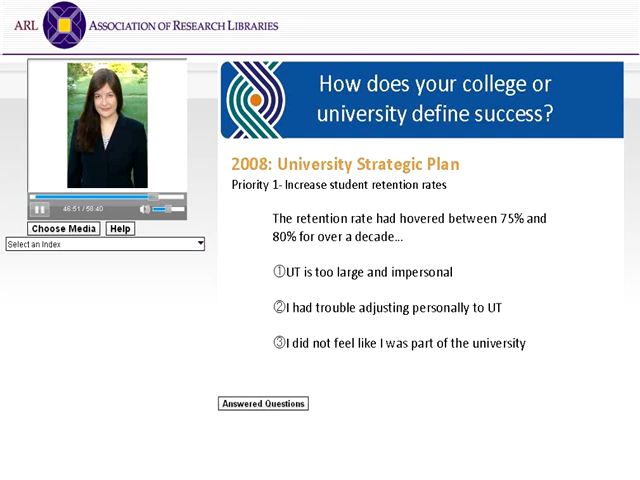 ARL ASSOCIATION OF RESEARCH LIBRARIES
How does your college or
university define success?
46:51 / 58:40
Choose Media
Help
Select an Index
2008: University Strategic Plan
Priority 1- Increase student retention rates
The retention rate had hovered between 75% and
80% for over a decade...
①UT is too large and impersonal
②I had trouble adjusting personally to UT
③I did not feel like I was part of the university
Answered Questions